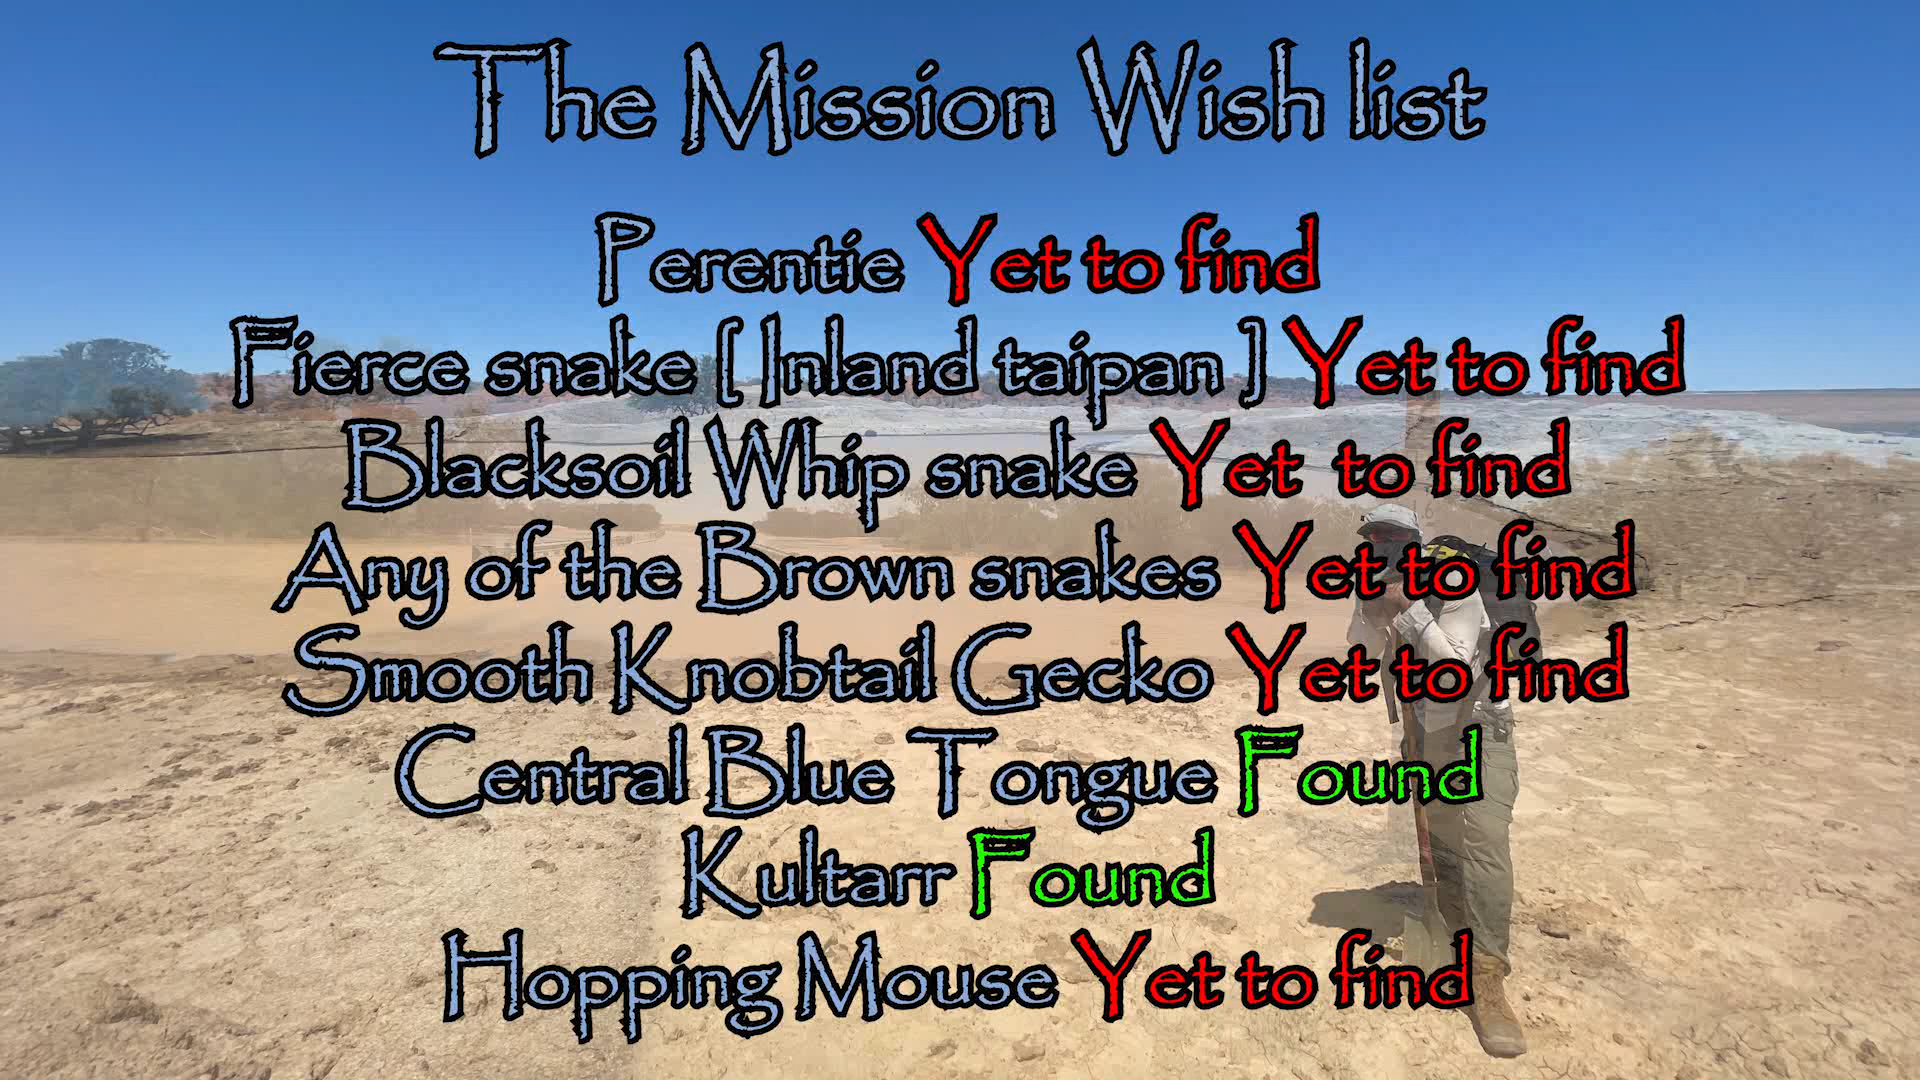 The Mission Wish list
Perentie Yet to find
Fierce snake [ Inland taipan ] Yet to find
Blacksoil Whip snake Yet to find
Any of the Brown snakes Yet to find
Smooth Knobtail Gecko Yet to find
Central Blue Tongue Found
Kultarr Found
Hopping Mouse Yet to find